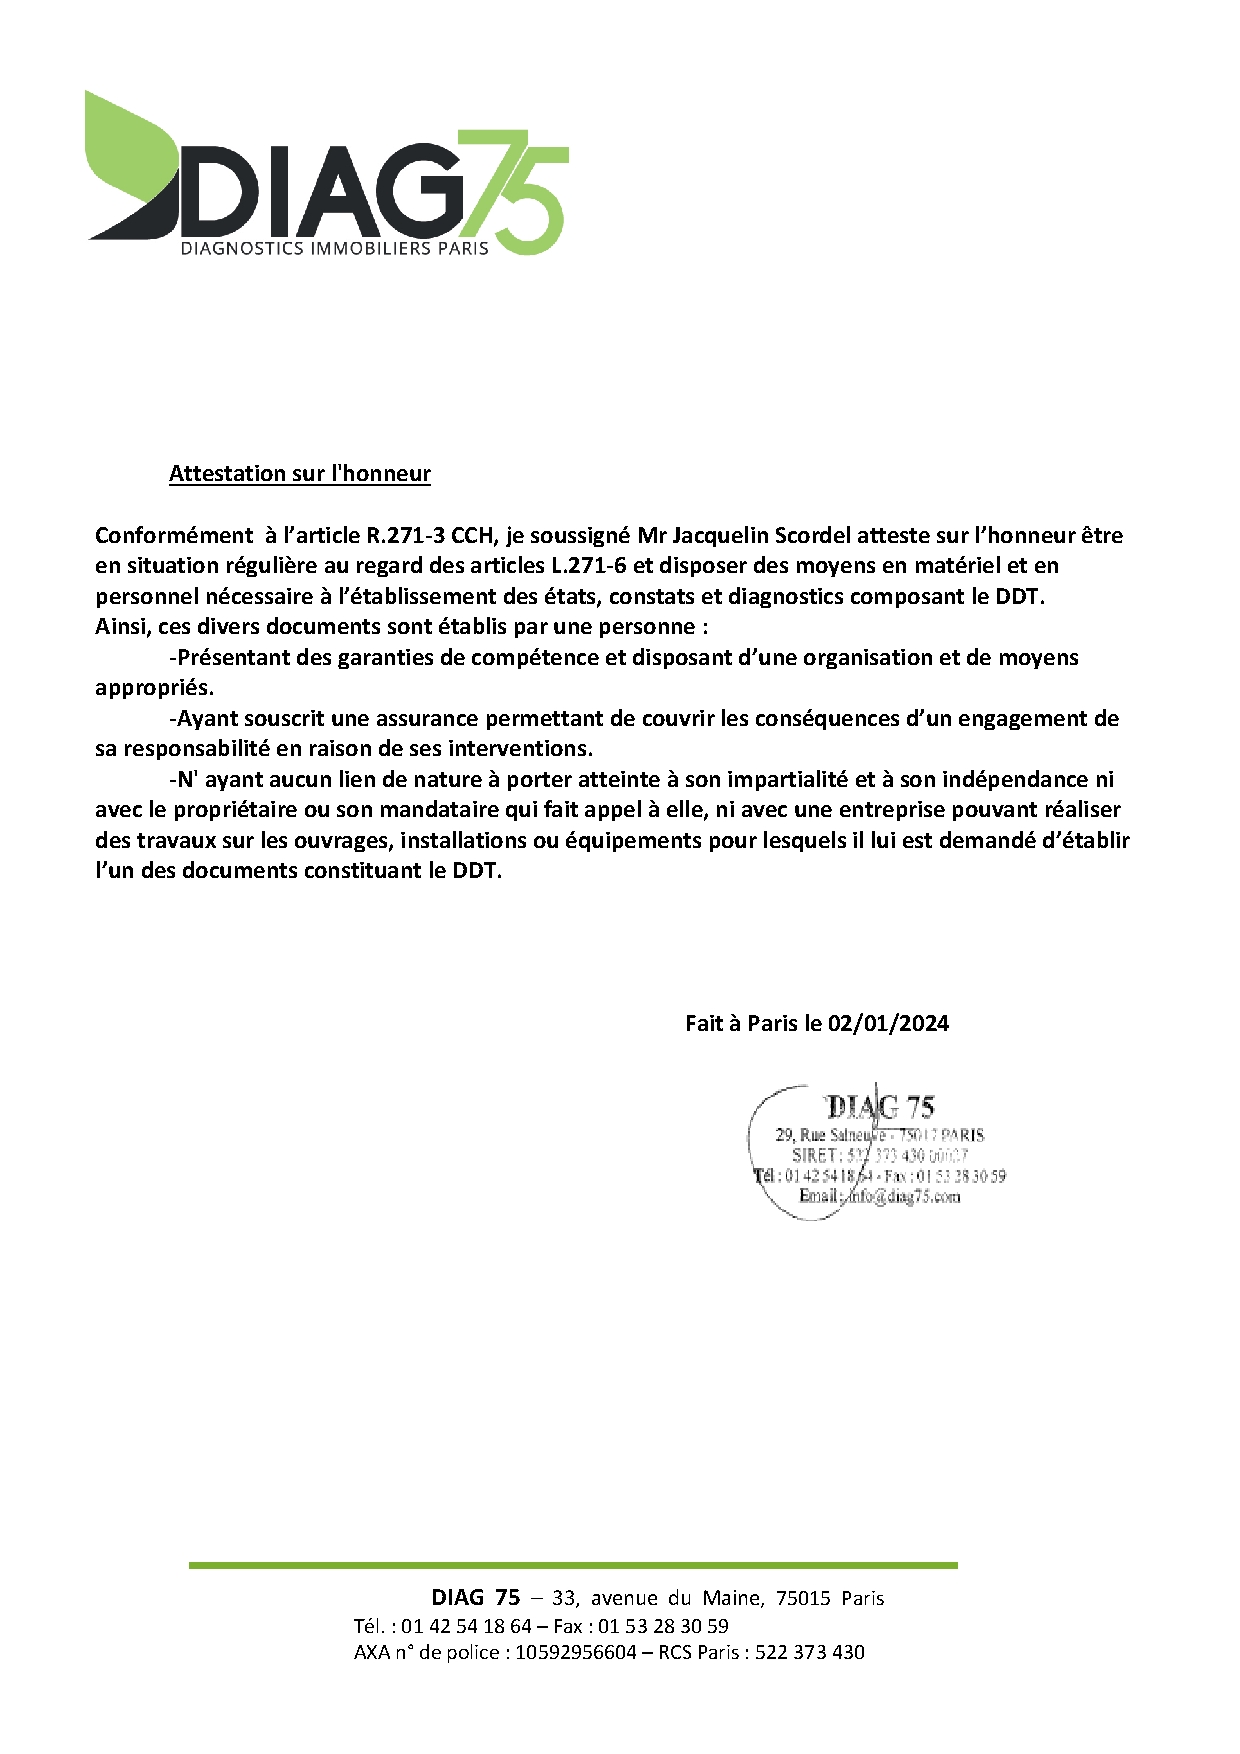 DIAG75
DIAGNOSTICS IMMOBILIERS PARIS
Attestation sur l'honneur
Conformément  à l’article R.271-3 CCH, je soussigné Mr Jacquelin Scordel atteste sur l’honneur être
en situation régulière au regard des articles L.271-6 et disposer des moyens en matériel et en
personnel nécessaire à l’établissement des états, constats et diagnostics composant le DDT.
Ainsi, ces divers documents sont établis par une personne :
-Présentant des garanties de compétence et disposant d’une organisation et de moyens
appropriés.
-Ayant souscrit une assurance permettant de couvrir les conséquences d’un engagement de
sa responsabilité en raison de ses interventions.
-N' ayant aucun lien de nature à porter atteinte à son impartialité et à son indépendance ni
avec le propriétaire ou son mandataire qui fait appel à elle, ni avec une entreprise pouvant réaliser
des travaux sur les ouvrages, installations ou équipements pour lesquels il lui est demandé d’établir
l’un des documents constituant le DDT.
Fait à Paris le 02/01/2024
DIAG 75
29, Rue - 75017 PARIS
SIRET : 522 373 430
Tél : 01 42 54 18 64 - Fax : 01 53 28 30 59
Email : info@diag75.com
DIAG 75 – 33, avenue du Maine, 75015 Paris
Tél. : 01 42 54 18 64 – Fax : 01 53 28 30 59
AXA n° de police : 10592956604 – RCS Paris : 522 373 430